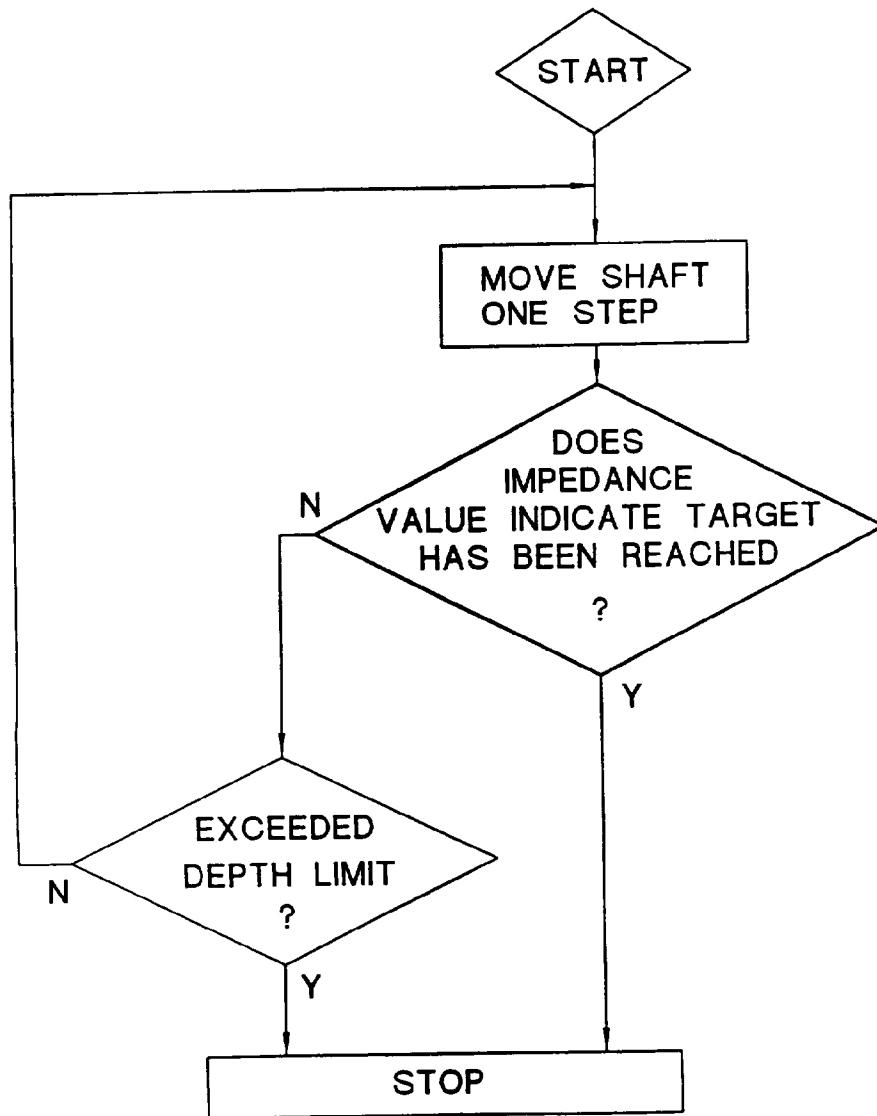 START
MOVE SHAFT
ONE STEP
DOES
IMPEDANCE
VALUE INDICATE TARGET
HAS BEEN REACHED
?
N
Y
EXCEEDED
DEPTH LIMIT
?
N
Y
STOP